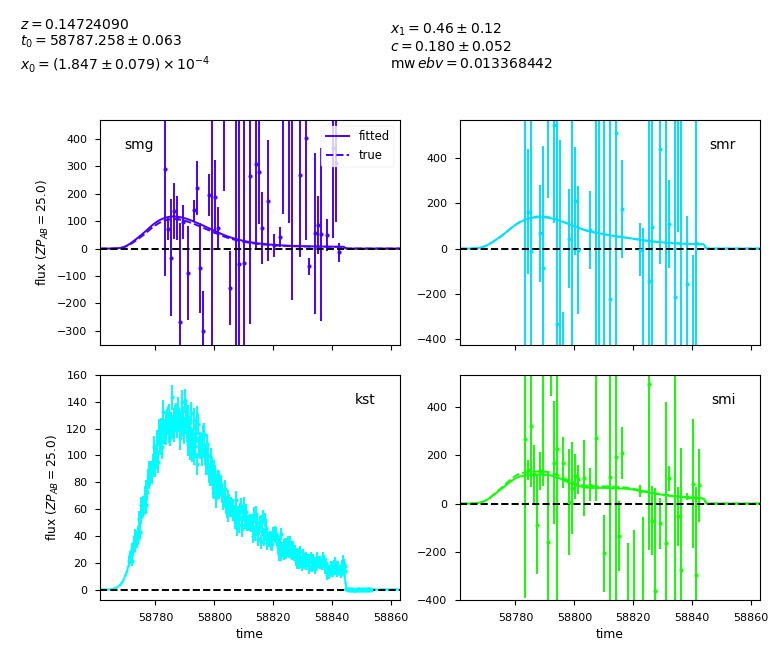 z = 0.14724090
t₀ = 58787.258 ± 0.063
x₀ = (1.847 ± 0.079) × 10⁻⁴
x₁ = 0.46 ± 0.12
c = 0.180 ± 0.052
mw ebv = 0.013368442
smg
fitted
true
400
300
200
100
0
−100
−200
−300
flux (ZP_AB = 25.0)
smr
400
200
0
−200
−400
kst
160
140
120
100
80
60
40
20
0
flux (ZP_AB = 25.0)
58780 58800 58820 58840 58860
time
smi
400
200
0
−200
−400
58780 58800 58820 58840 58860
time